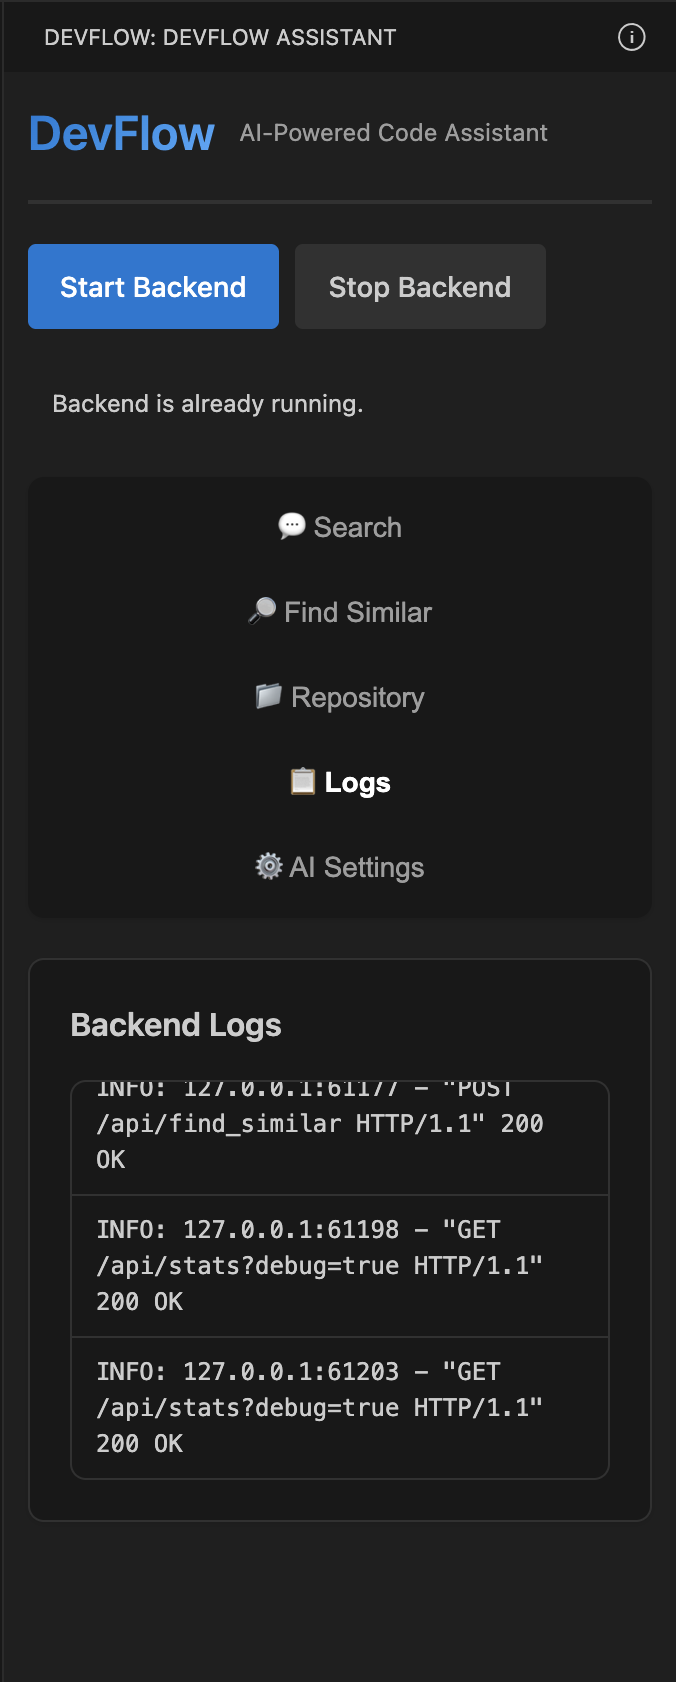 DEVFLOW: DEVFLOW ASSISTANT
DevFlow AI-Powered Code Assistant
Start Backend Stop Backend
Backend is already running.
Search
Find Similar
Repository
Logs
AI Settings
Backend Logs
INFO: 127.0.0.1:61177 – "POST
/api/find_similar HTTP/1.1" 200
OK
INFO: 127.0.0.1:61198 – "GET
/api/stats?debug=true HTTP/1.1"
200 OK
INFO: 127.0.0.1:61203 – "GET
/api/stats?debug=true HTTP/1.1"
200 OK